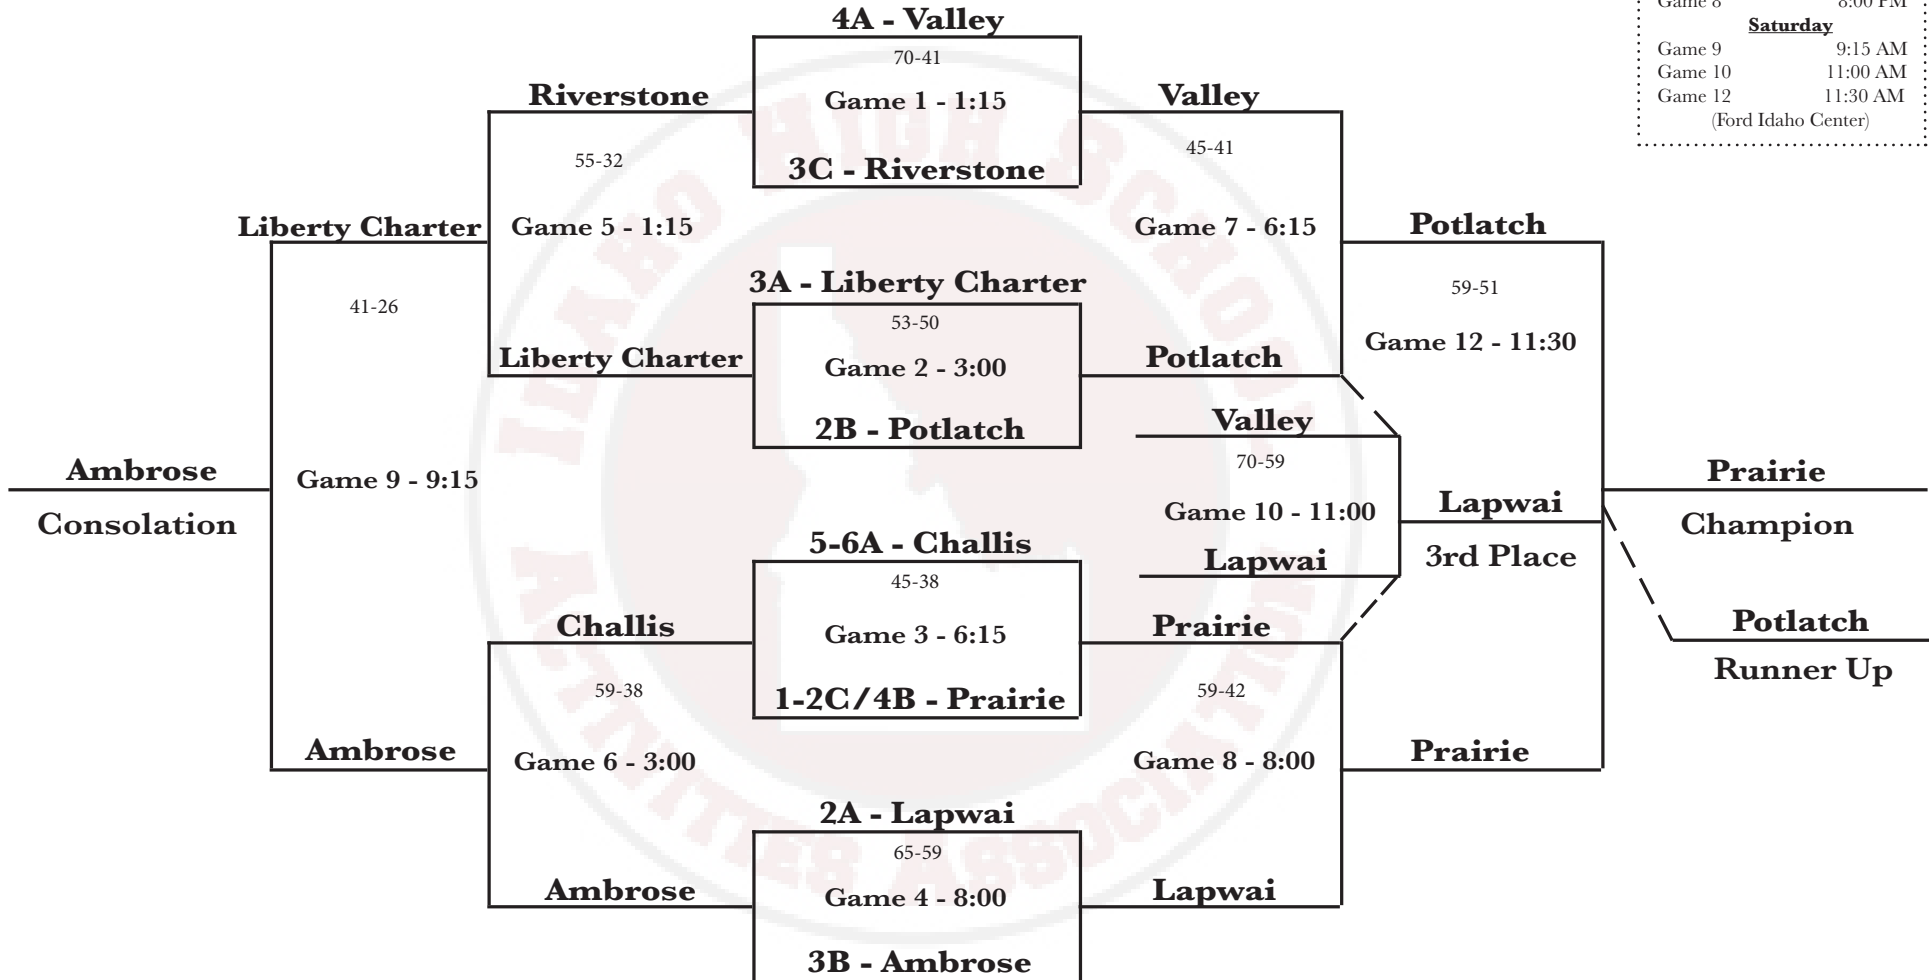 Game 8 8:00 PM
Saturday
Game 9 9:15 AM
Game 10 11:00 AM
Game 12 11:30 AM
(Ford Idaho Center)
4A - Valley
70-41
Game 1 - 1:15
3C - Riverstone
Riverstone
55-32
Game 5 - 1:15
Liberty Charter
Liberty Charter
41-26
Game 9 - 9:15
Ambrose
Consolation
3A - Liberty Charter
53-50
Game 2 - 3:00
2B - Potlatch
Valley
45-41
Game 7 - 6:15
Potlatch
Potlatch
59-51
Game 12 - 11:30
Valley
70-59
Game 10 - 11:00
Lapwai
Lapwai
3rd Place
Prairie
Champion
Potlatch
Runner Up
5-6A - Challis
45-38
Game 3 - 6:15
1-2C/4B - Prairie
Challis
59-38
Game 6 - 3:00
Ambrose
Ambrose
Prairie
59-42
Game 8 - 8:00
Prairie
Lapwai
2A - Lapwai
65-59
Game 4 - 8:00
3B - Ambrose
IDAHO HIGH SCHOOL
ACTIVITIES ASSOCIATION